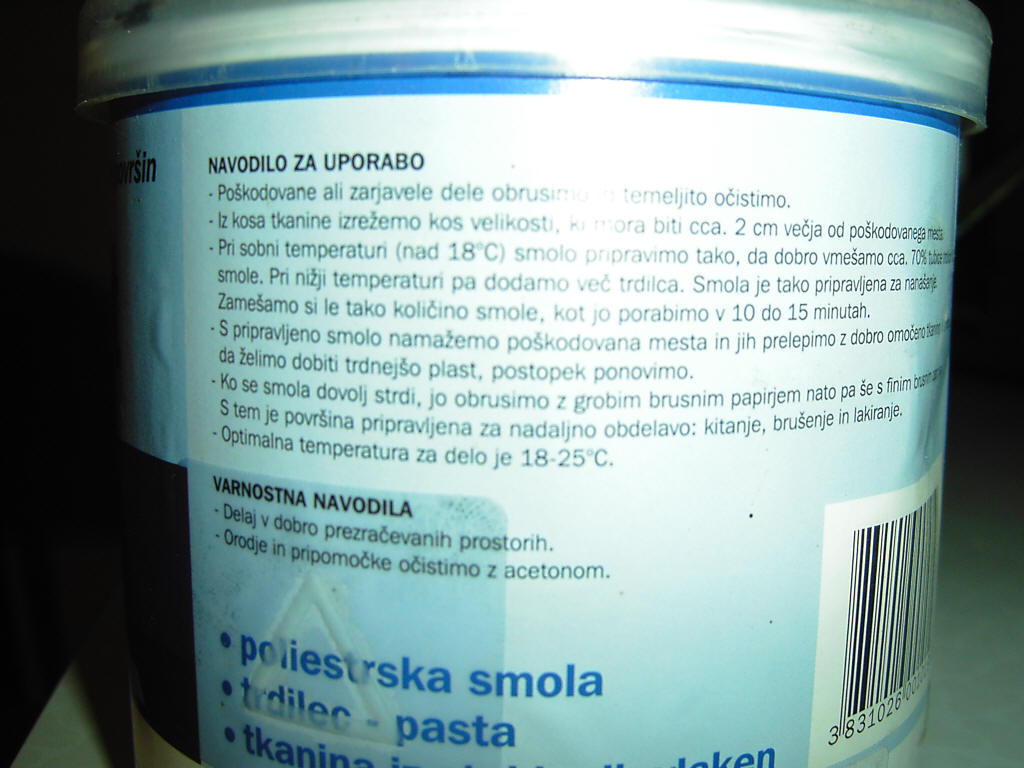 površin
NAVODILO ZA UPORABO
- Poškodovane ali zarjavele dele obrusimo in temeljito očistimo.
- Iz kosa tkanine izrežemo kos velikosti, ki mora biti cca. 2 cm večja od poškodovanega mesta.
- Pri sobni temperaturi (nad 18°C) smolo pripravimo tako, da dobro vmešamo cca. 70%
smole. Pri nižji temperaturi pa dodamo več trdilca. Smola je tako pripravljena za nanašanje.
Zamešamo si le tako količino smole, kot jo porabimo v 10 do 15 minutah.
- S pripravljeno smolo namažemo poškodovana mesta in jih prelepimo z dobro omočeno
da želimo dobiti trdnejšo plast, postopek ponovimo.
- Ko se smola dovolj strdi, jo obrusimo z grobim brusnim papirjem nato pa še s finim brusnim
S tem je površina pripravljena za nadaljno obdelavo: kitanje, brušenje in lakiranje.
- Optimalna temperatura za delo je 18-25°C.
VARNOSTNA NAVODILA
- Delaj v dobro prezračevanih prostorih.
- Orodje in pripomočke očistimo z acetonom.
• poliestrska smola
• trdilec - pasta
• tkanina
3 831026